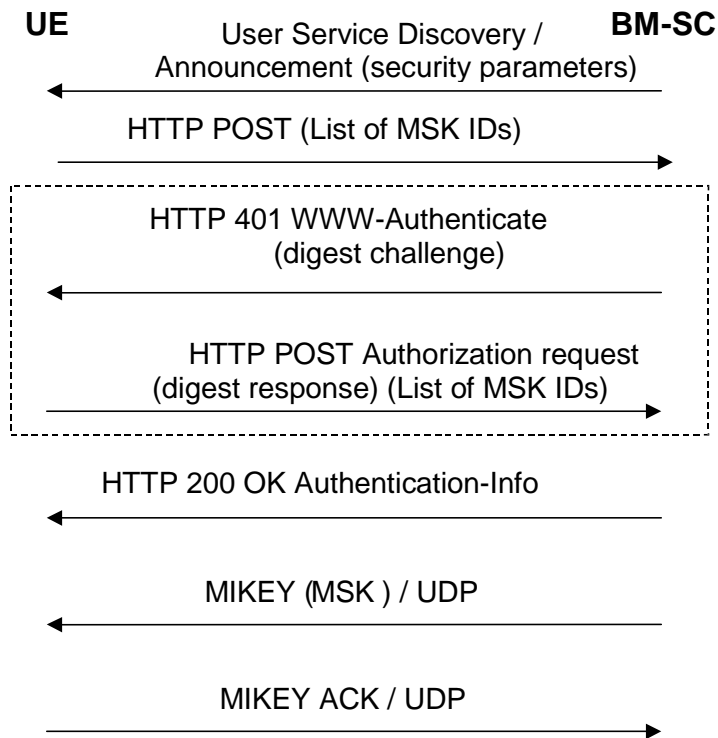 UE
BM-SC
User Service Discovery /
Announcement (security parameters)
HTTP POST (List of MSK IDs)
HTTP 401 WWW-Authenticate
(digest challenge)
HTTP POST Authorization request
(digest response) (List of MSK IDs)
HTTP 200 OK Authentication-Info
MIKEY (MSK ) / UDP
MIKEY ACK / UDP